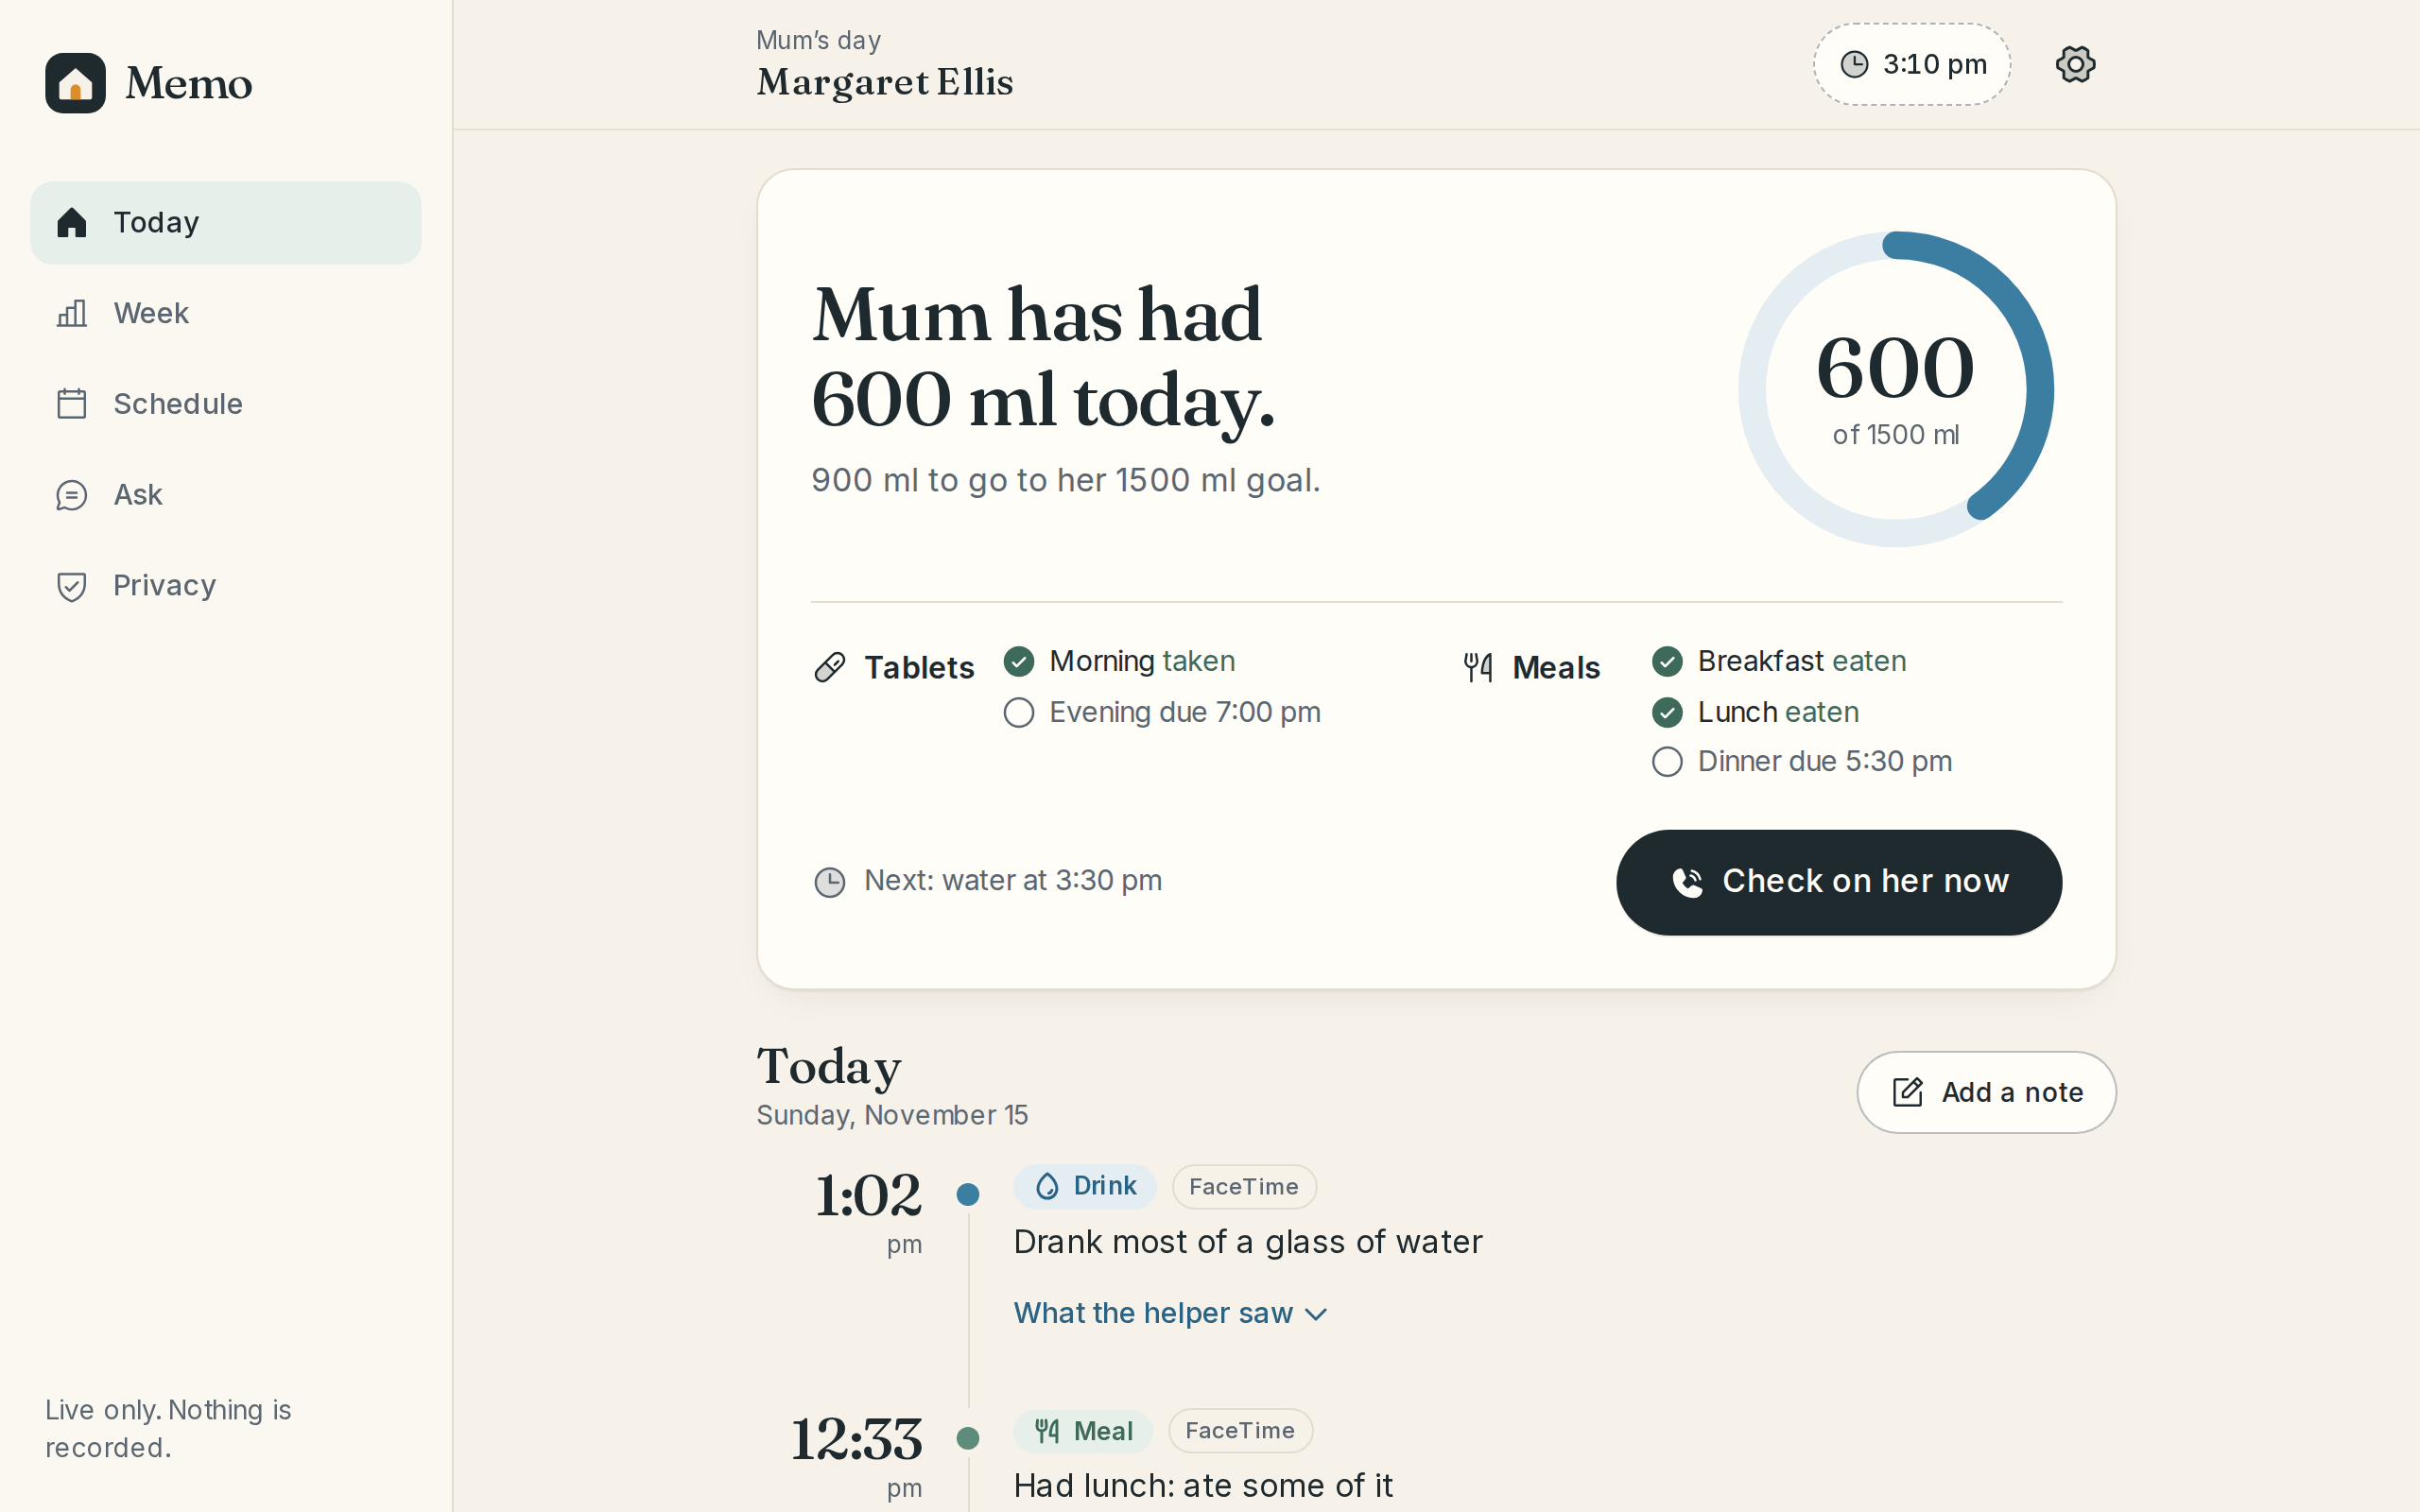 Memo
Today
Week
Schedule
Ask
Privacy
Live only. Nothing is
recorded.
Mum’s day
Margaret Ellis
3:10 pm
Mum has had
600 ml today.
900 ml to go to her 1500 ml goal.
600
of 1500 ml
Tablets
Morning taken
Evening due 7:00 pm
Meals
Breakfast eaten
Lunch eaten
Dinner due 5:30 pm
Next: water at 3:30 pm
Check on her now
Today
Sunday, November 15
Add a note
1:02
pm
Drink
FaceTime
Drank most of a glass of water
What the helper saw
12:33
pm
Meal
FaceTime
Had lunch: ate some of it